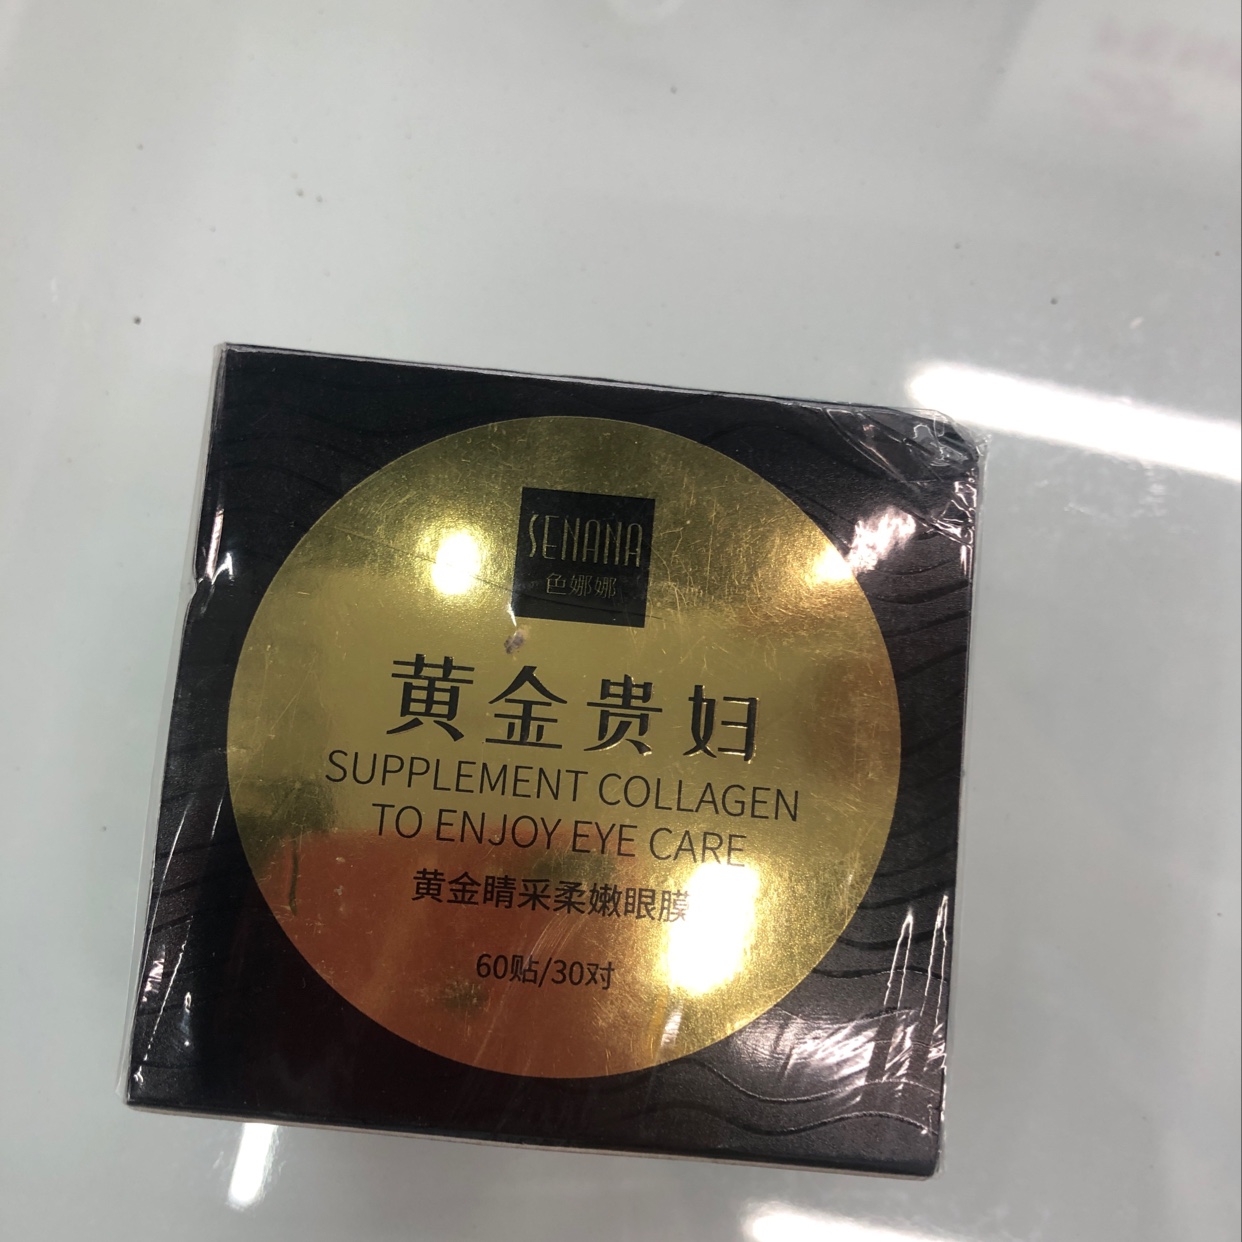 SENANA
色娜娜
黄金贵妇
SUPPLEMENT COLLAGEN
TO ENJOY EYE CARE
黄金睛采柔嫩眼膜
60贴/30对